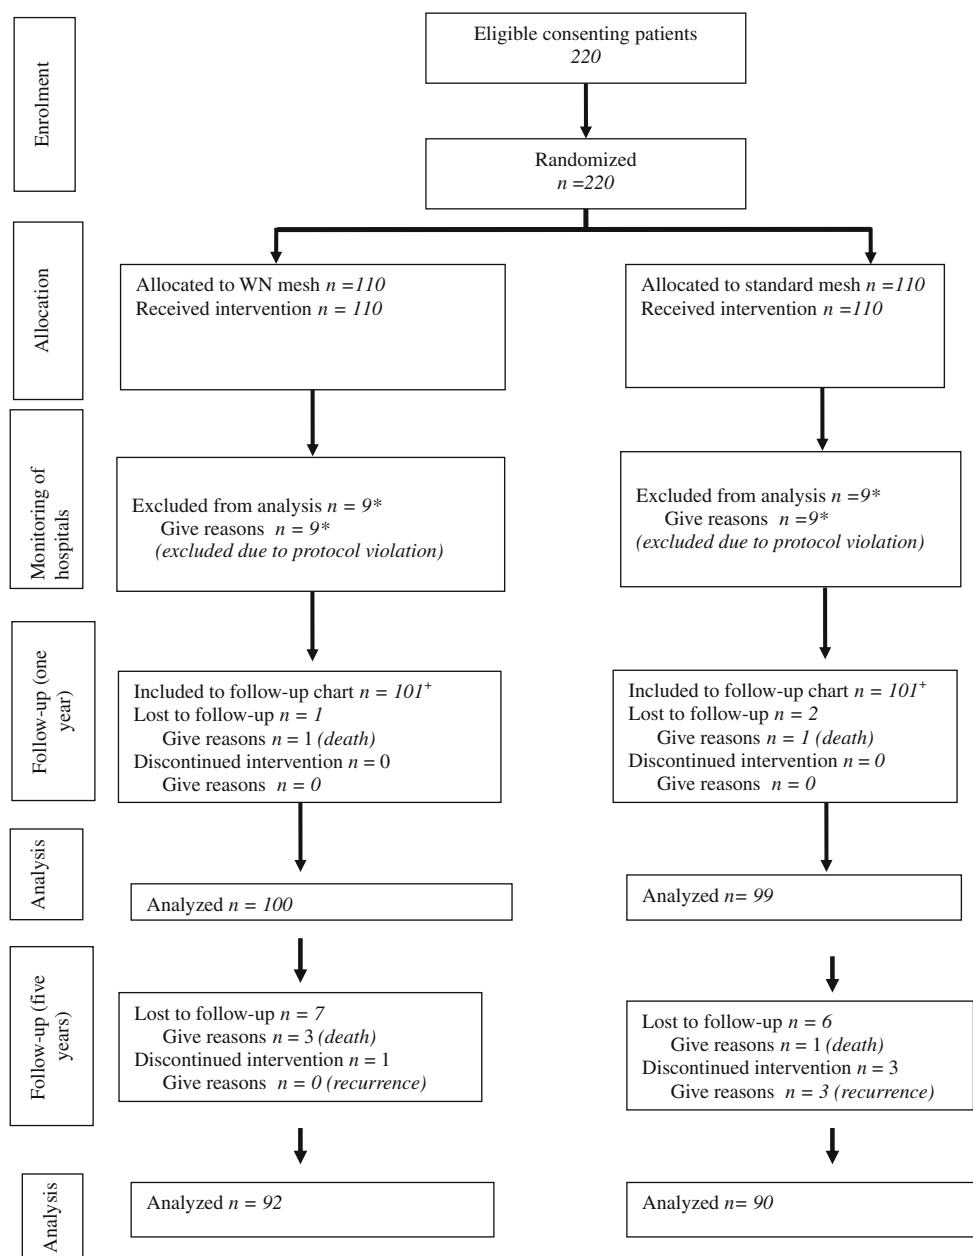 Enrolment
Eligible consenting patients
220
Randomized
n =220
Allocation
Allocated to WN mesh n =110
Received intervention n = 110
Allocated to standard mesh n =110
Received intervention n =110
Monitoring of
hospitals
Excluded from analysis n = 9*
Give reasons n = 9*
(excluded due to protocol violation)
Excluded from analysis n =9*
Give reasons n =9*
(excluded due to protocol violation)
Follow-up (one
year)
Included to follow-up chart n = 101+
Lost to follow-up n = 1
Give reasons n = 1 (death)
Discontinued intervention n = 0
Give reasons n = 0
Included to follow-up chart n = 101+
Lost to follow-up n = 2
Give reasons n = 1 (death)
Discontinued intervention n = 0
Give reasons n = 0
Analysis
Analyzed n = 100
Analyzed n= 99
Follow-up (five
years)
Lost to follow-up n = 7
Give reasons n = 3 (death)
Discontinued intervention n = 1
Give reasons n = 0 (recurrence)
Lost to follow-up n = 6
Give reasons n = 1 (death)
Discontinued intervention n = 3
Give reasons n = 3 (recurrence)
Analysis
Analyzed n = 92
Analyzed n= 90